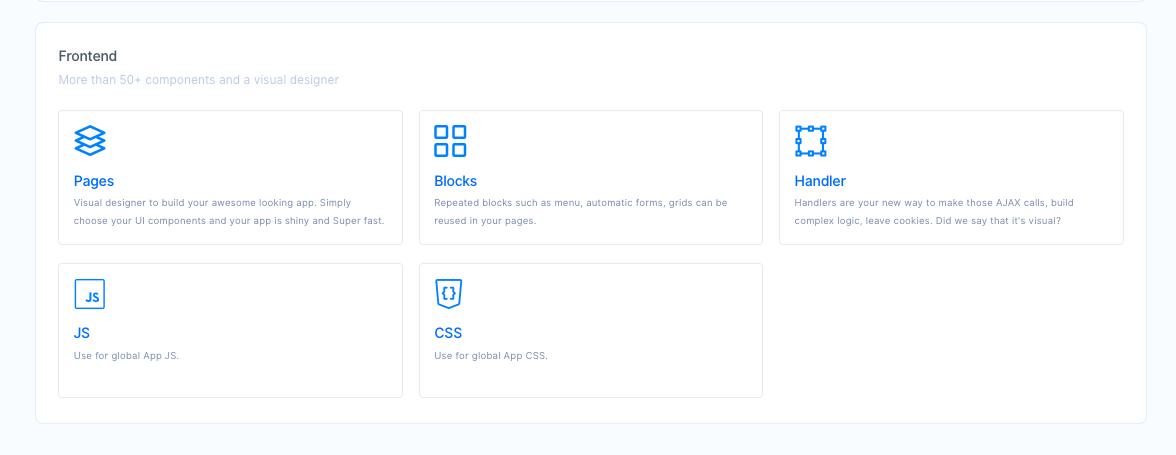 Frontend
More than 50+ components and a visual designer
Pages
Visual designer to build your awesome looking app. Simply
choose your UI components and your app is shiny and Super fast.
Blocks
Repeated blocks such as menu, automatic forms, grids can be
reused in your pages.
Handler
Handlers are your new way to make those AJAX calls, build
complex logic, leave cookies. Did we say that it's visual?
JS
JS
Use for global App JS.
{}
CSS
Use for global App CSS.